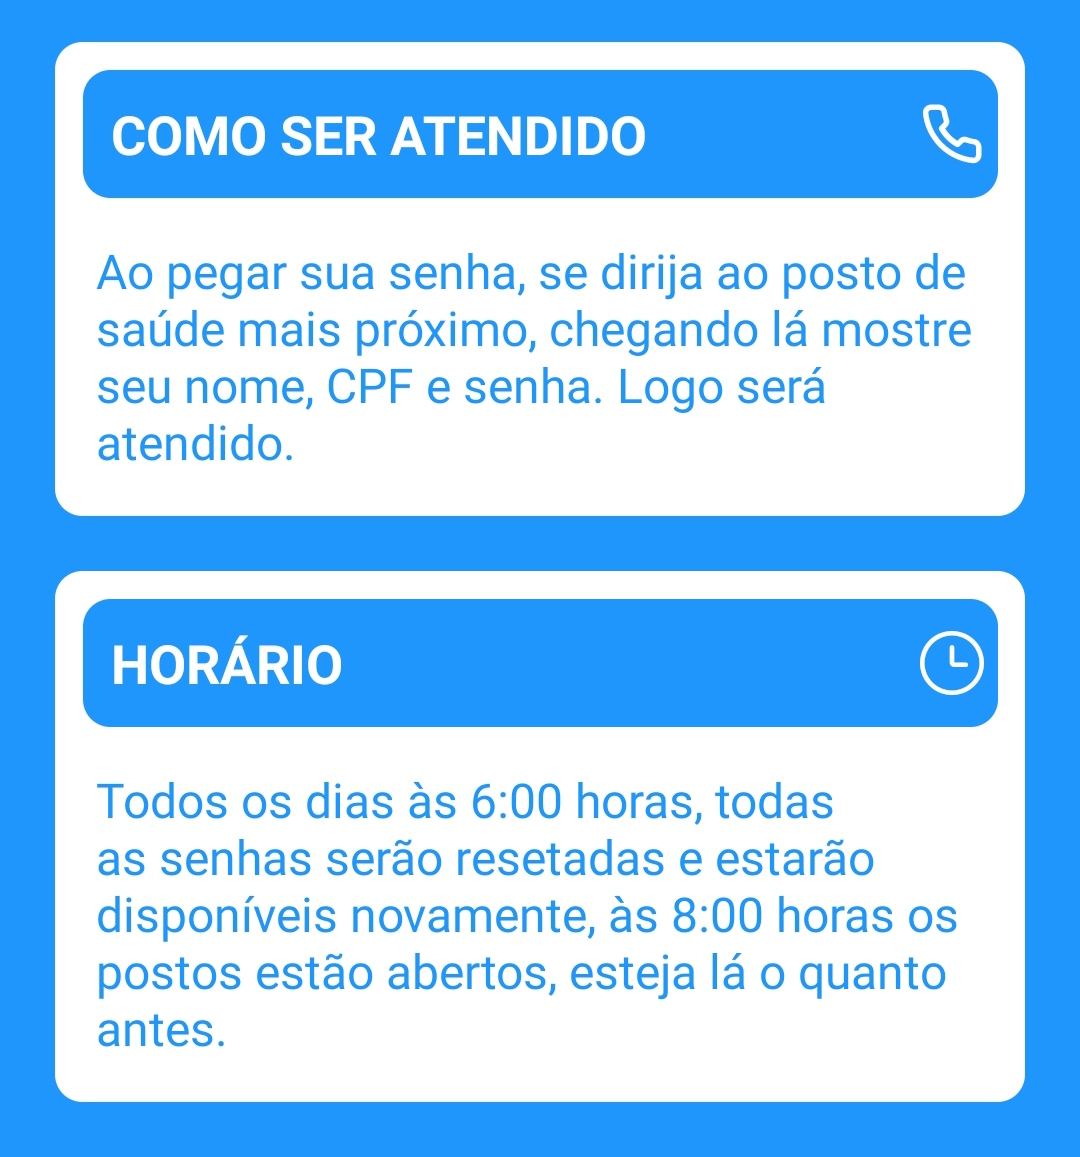 COMO SER ATENDIDO
Ao pegar sua senha, se dirija ao posto de
saúde mais próximo, chegando lá mostre
seu nome, CPF e senha. Logo será
atendido.
HORÁRIO
Todos os dias às 6:00 horas, todas
as senhas serão resetadas e estarão
disponíveis novamente, às 8:00 horas os
postos estão abertos, esteja lá o quanto
antes.